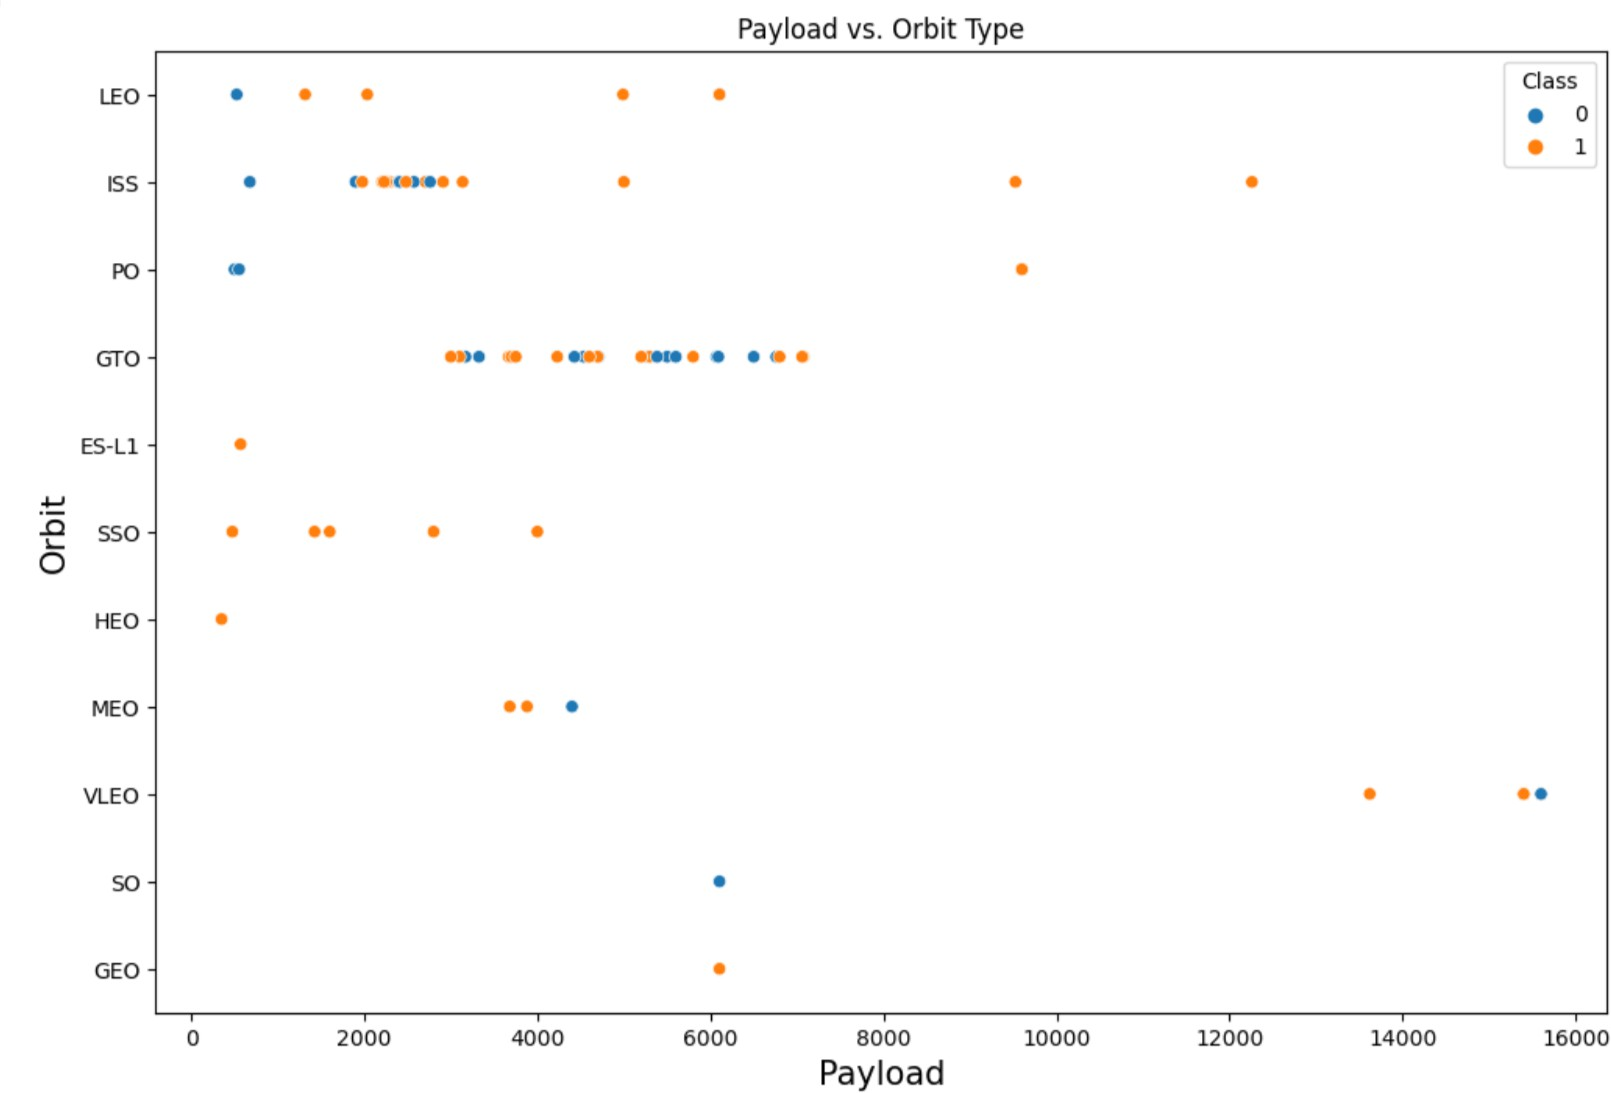 Payload vs. Orbit Type
Class
0
1
LEO
ISS
PO
GTO
ES-L1
SSO
HEO
MEO
VLEO
SO
GEO
Orbit
0
2000
4000
6000
8000
10000
12000
14000
16000
Payload